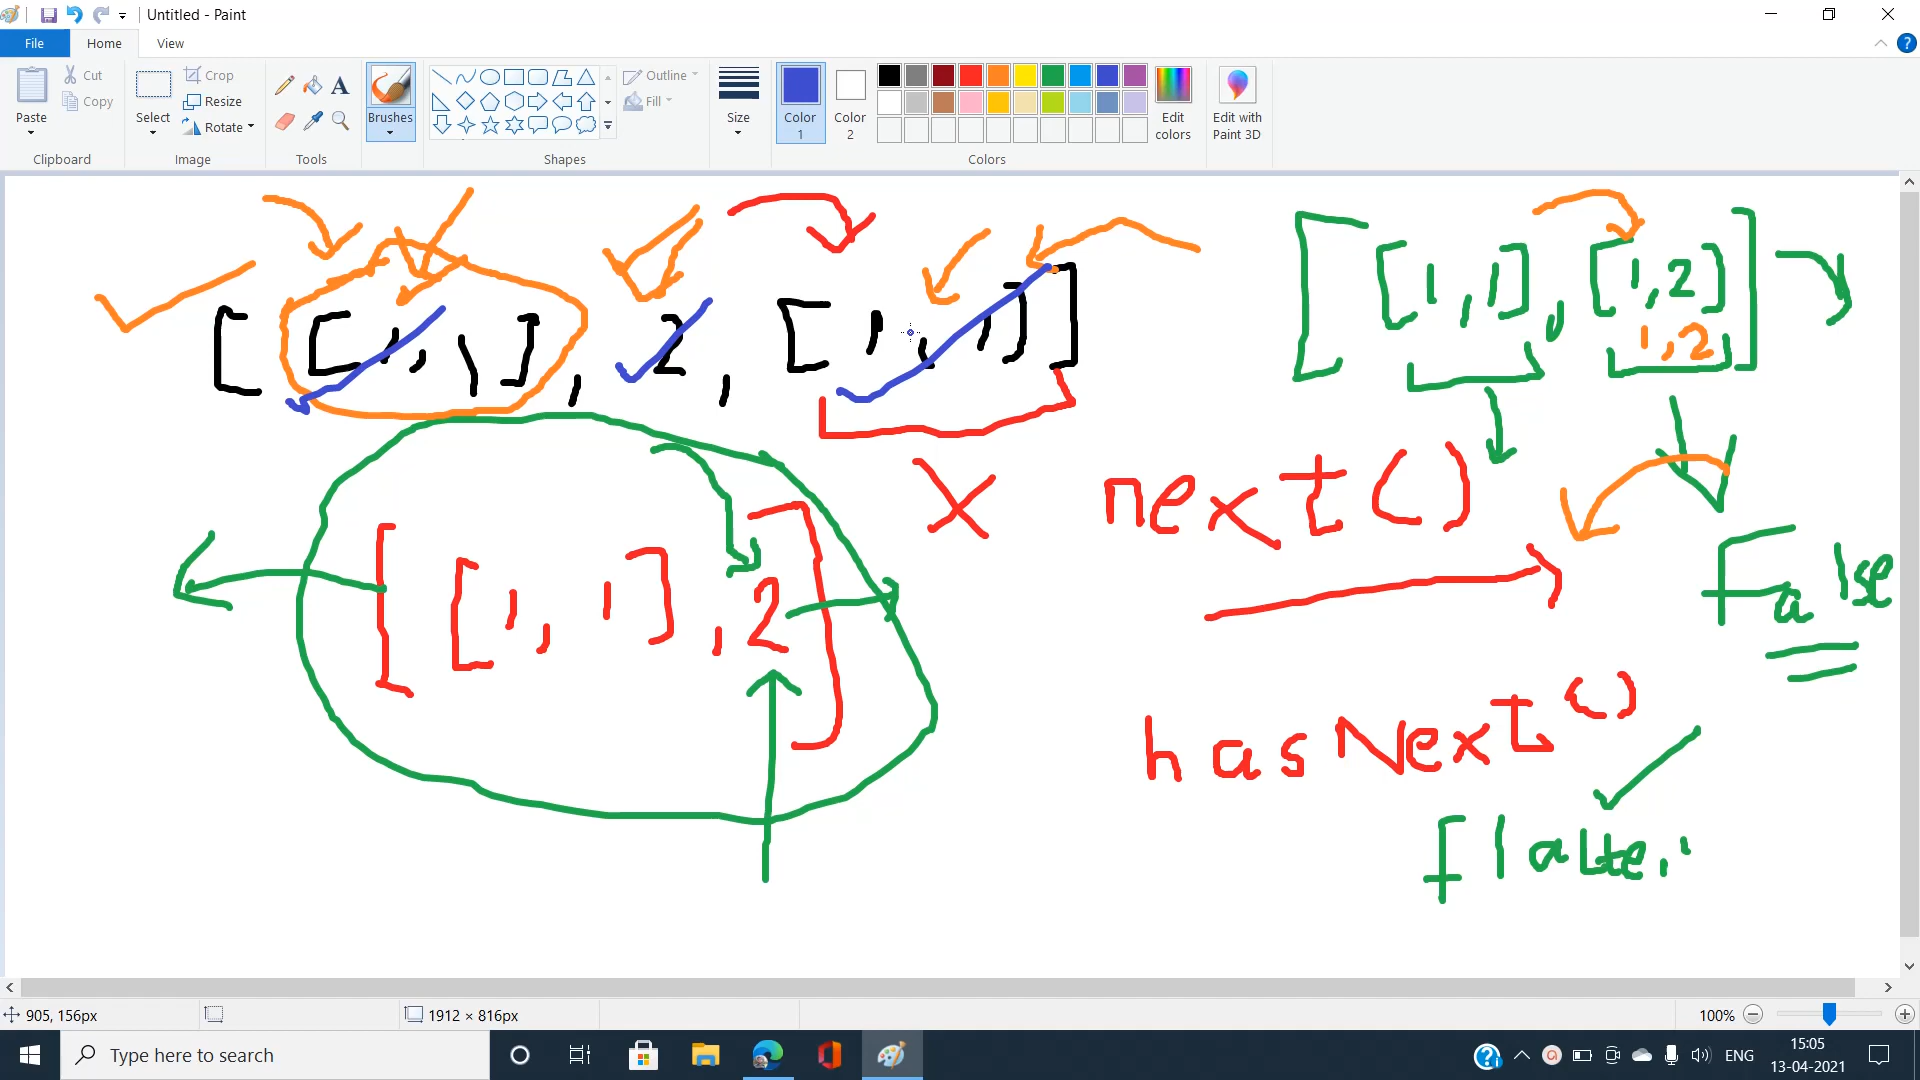 Untitled - Paint
File Home View
Paste
Cut
Copy
Clipboard
Select
Crop
Resize
Rotate
Image
Tools
Brushes
Shapes
Outline
Fill
Size
Color 1
Color 2
Edit colors
Colors
Edit with Paint 3D
[ [ 1, 1 ] , 2 , [ 1, 1 ] ]
[ [1, 1] , [1, 2] ]
1, 2
X next()
[ [1, 1] , 2 ]
False
hasNext()
905, 156px
1912 × 816px
100%
Type here to search
ENG
15:05
13-04-2021